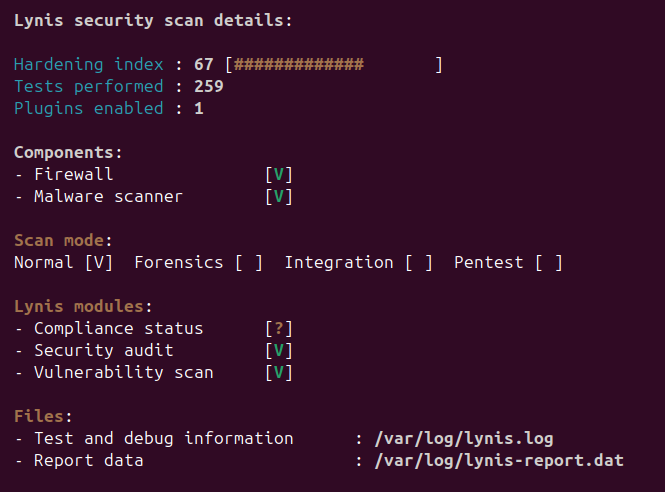 Lynis security scan details:
Hardening index : 67 [#############       ]
Tests performed : 259
Plugins enabled : 1
Components:
- Firewall               [V]
- Malware scanner        [V]
Scan mode:
Normal [V]  Forensics [ ]  Integration [ ]  Pentest [ ]
Lynis modules:
- Compliance status      [?]
- Security audit         [V]
- Vulnerability scan     [V]
Files:
- Test and debug information      : /var/log/lynis.log
- Report data                     : /var/log/lynis-report.dat